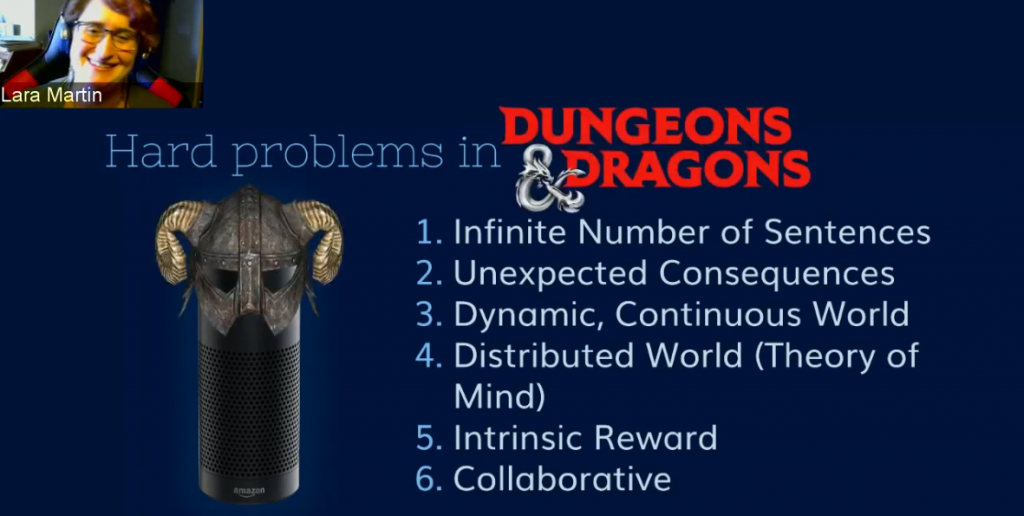 Lara Martin
Hard problems in
DUNGEONS
& DRAGONS
1. Infinite Number of Sentences
2. Unexpected Consequences
3. Dynamic, Continuous World
4. Distributed World (Theory of
Mind)
5. Intrinsic Reward
6. Collaborative
amazon